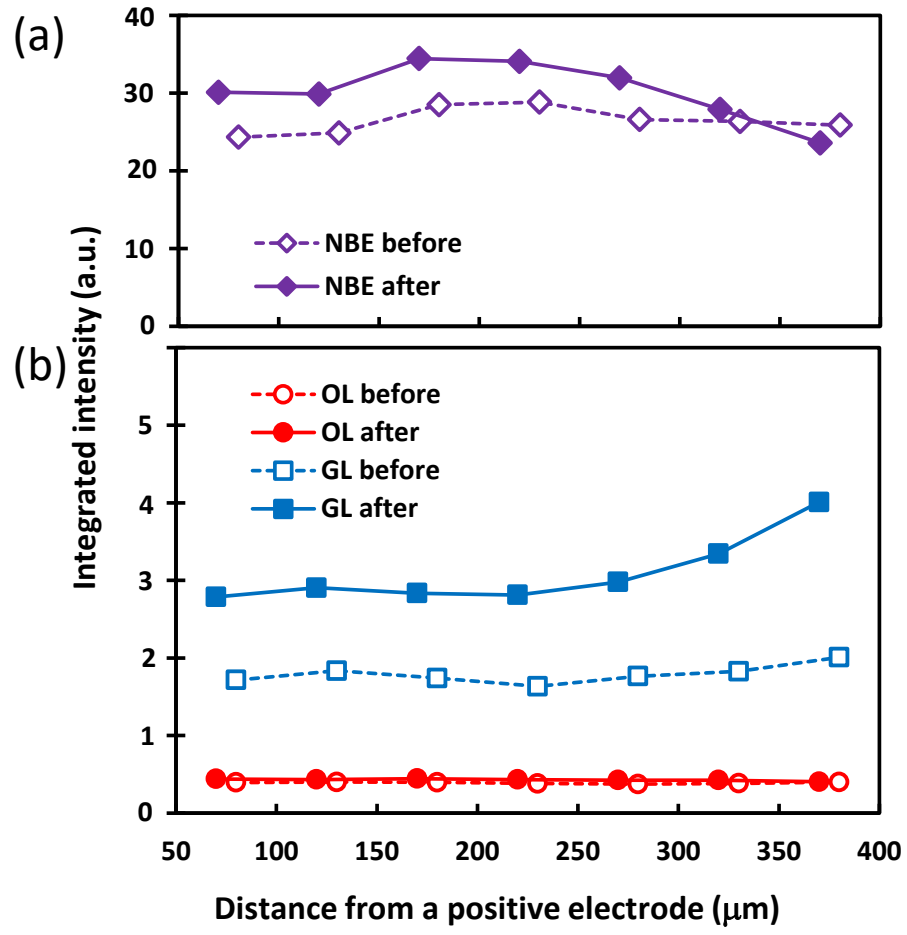 (a)
40
30
20
10
0
NBE before
NBE after
Integrated intensity (a.u.)
(b)
5
4
3
2
1
0
OL before
OL after
GL before
GL after
50 100 150 200 250 300 350 400
Distance from a positive electrode (μm)